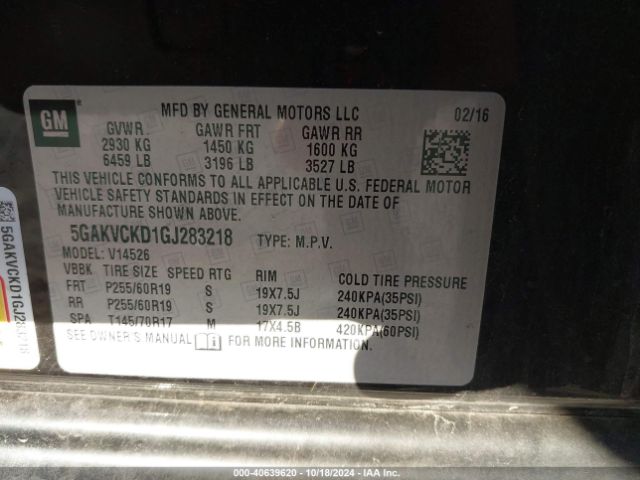 GM
®
MFD BY GENERAL MOTORS LLC 02/16
GVWR GAWR FRT GAWR RR
2930 KG 1450 KG 1600 KG
6459 LB 3196 LB 3527 LB
THIS VEHICLE CONFORMS TO ALL APPLICABLE U.S. FEDERAL MOTOR
VEHICLE SAFETY STANDARDS IN EFFECT ON THE DATE OF
MANUFACTURE SHOWN ABOVE.
5GAKVCKD1GJ283218 TYPE: M.P.V.
MODEL: V14526
VBBK TIRE SIZE SPEED RTG RIM COLD TIRE PRESSURE
FRT P255/60R19 S 19X7.5J 240KPA(35PSI)
RR P255/60R19 S 19X7.5J 240KPA(35PSI)
SPA T145/70R17 M 17X4.5B 420KPA(60PSI)
SEE OWNER'S MANUAL i FOR MORE INFORMATION.
5GAKVCKD1GJ283218
000-40639620 - 10/18/2024 - IAA Inc.